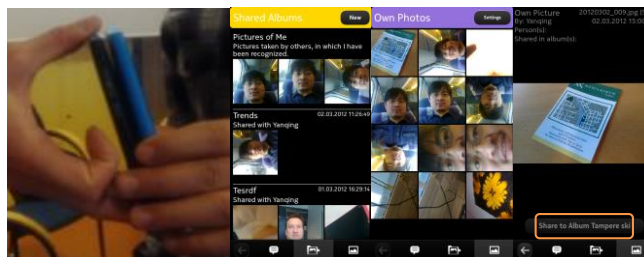 Shared Albums
New
Pictures of Me
Pictures taken by others, in which I have
been recognized.
Trends
02.03.2012 11:26:49
Shared with Yanqing
Tesrdf
01.03.2012 16:29:14
Shared with Yanqing
Own Photos
Settings
Own Picture
20120302_009.jpg
By: Yanqing
02.03.2012 15:00
Person(s):
Shared in album(s):
Share to Album Tampere ski